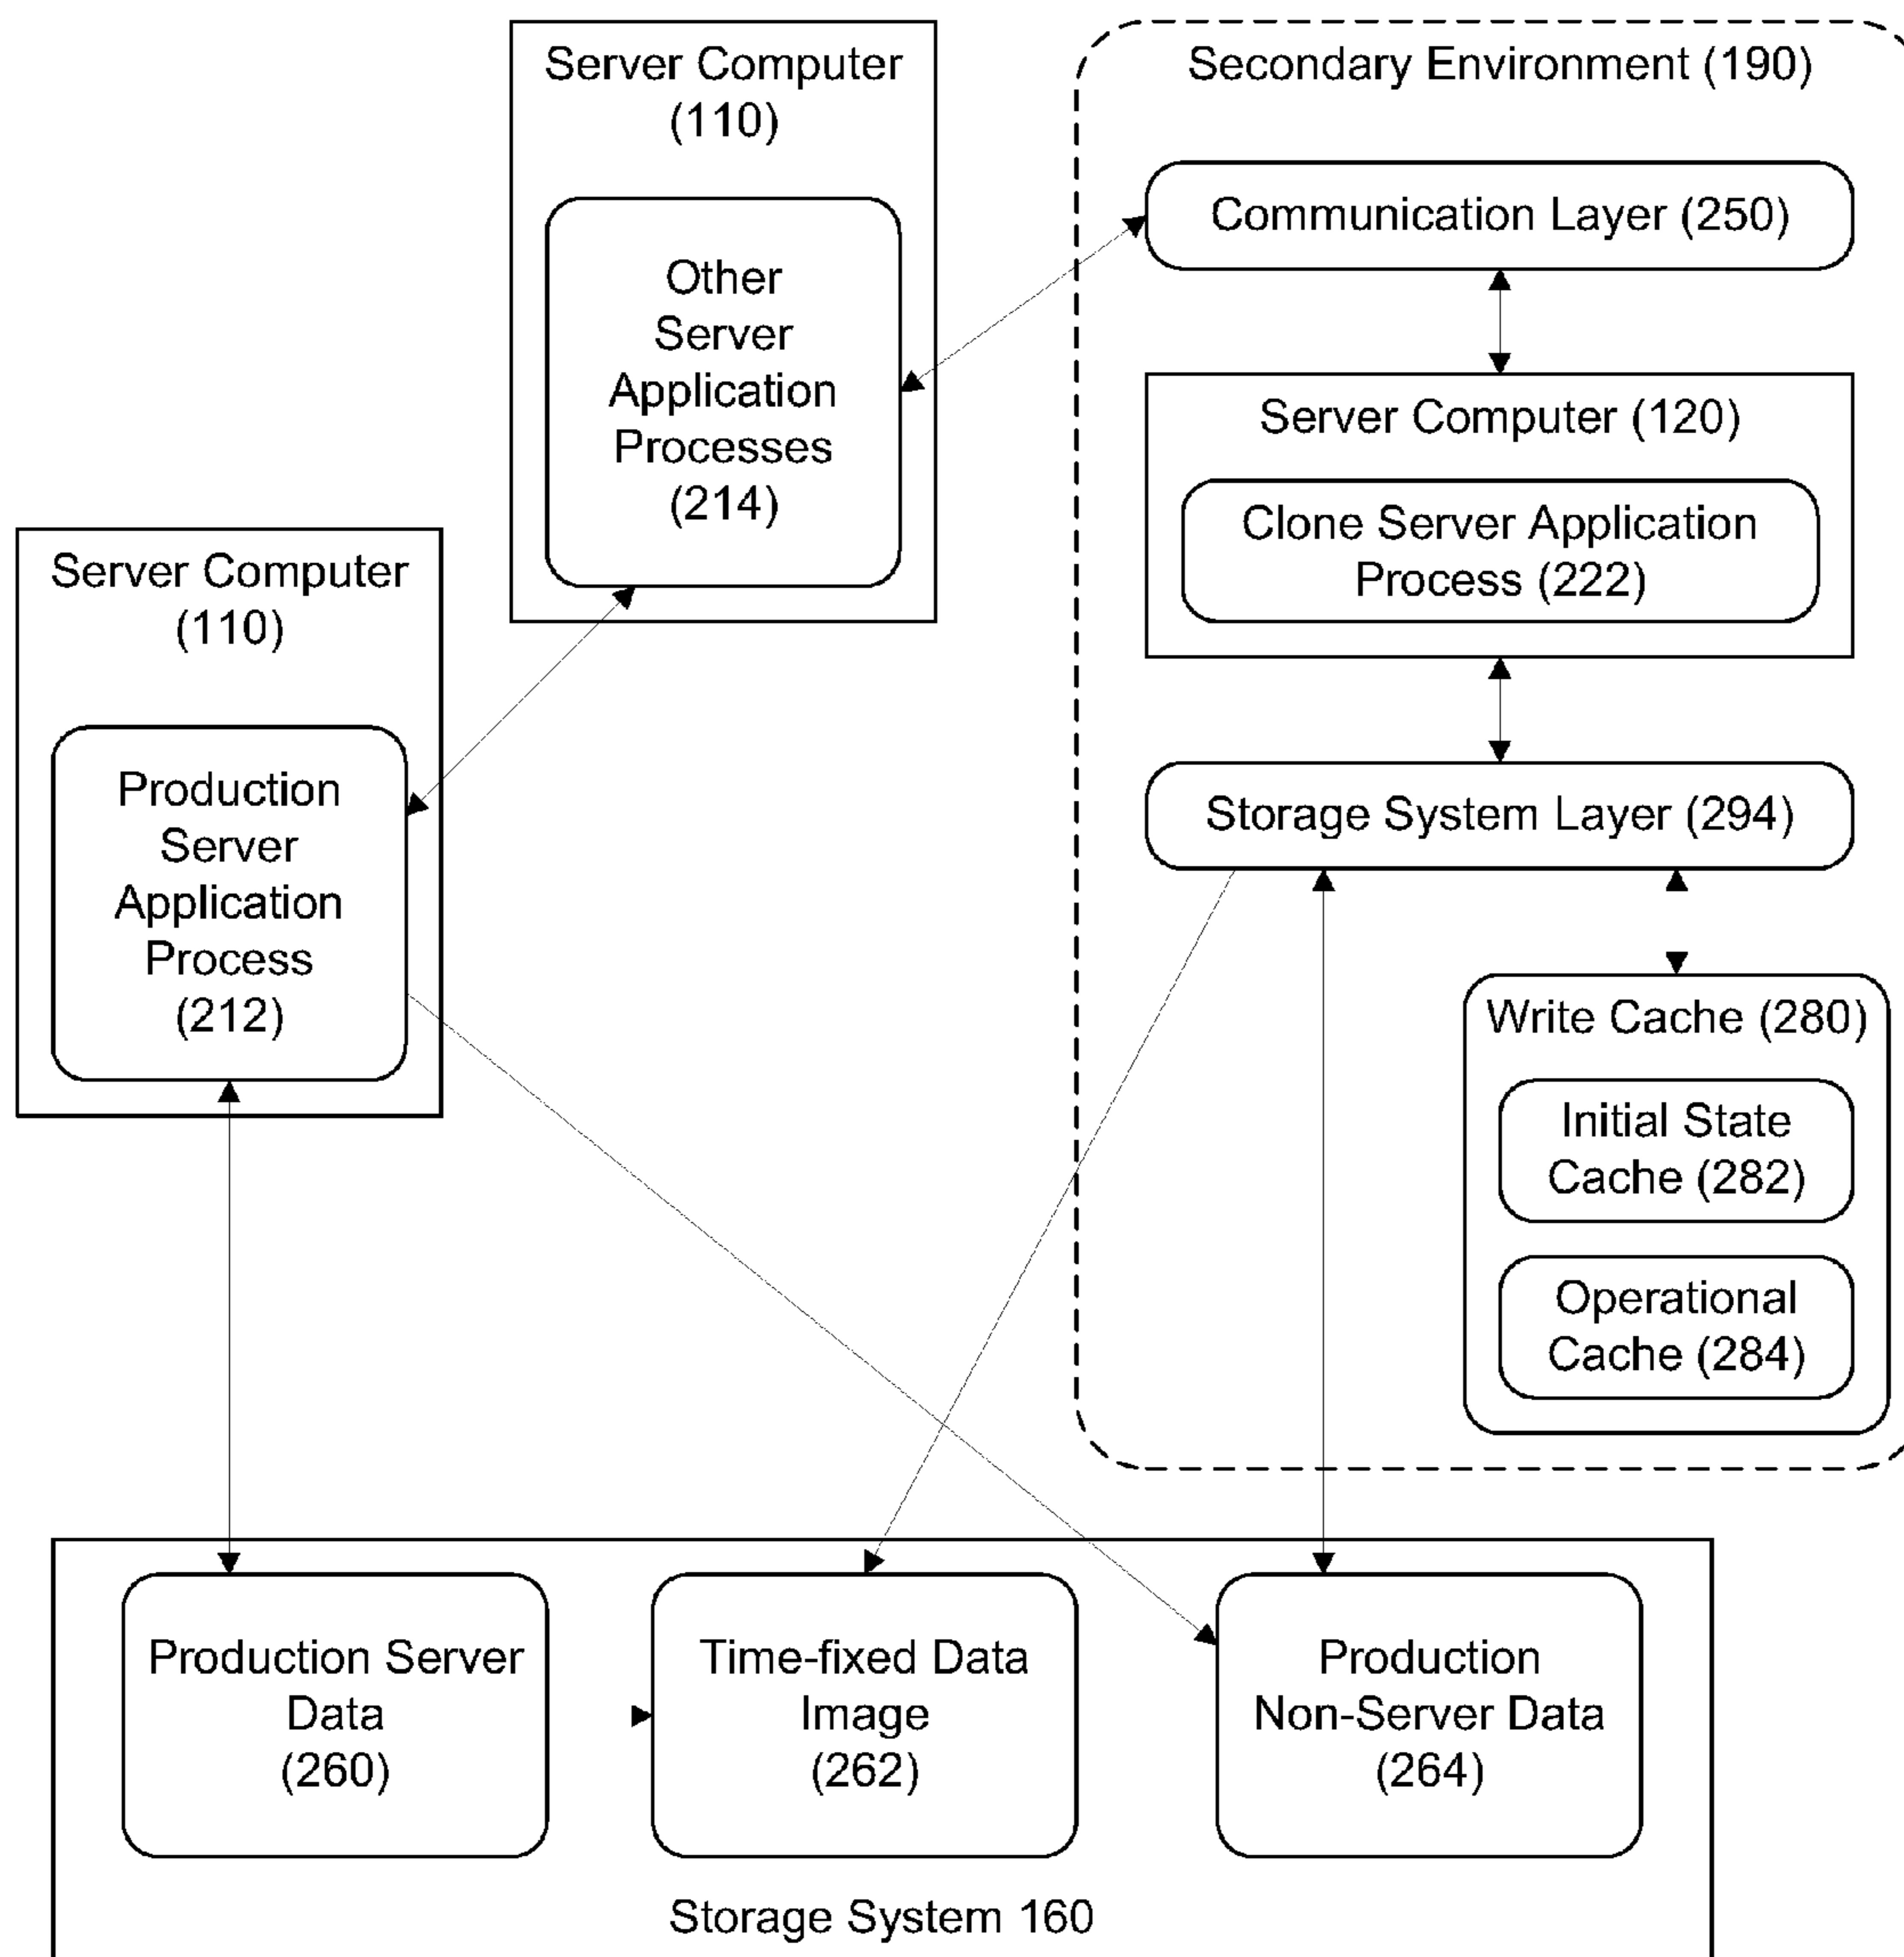 Server Computer
(110)
Other
Server
Application
Processes
(214)
Secondary Environment (190)
Communication Layer (250)
Server Computer (120)
Clone Server Application
Process (222)
Storage System Layer (294)
Write Cache (280)
Initial State
Cache (282)
Operational
Cache (284)
Server Computer
(110)
Production
Server
Application
Process
(212)
Production Server
Data
(260)
Time-fixed Data
Image
(262)
Production
Non-Server Data
(264)
Storage System 160